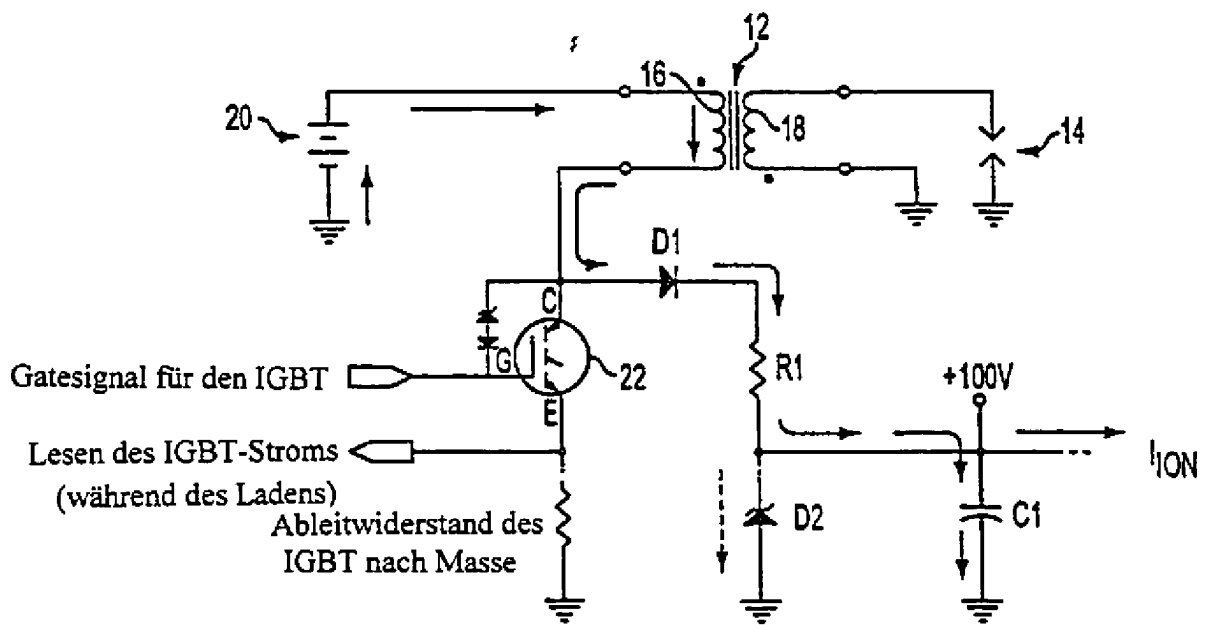 12
16
20
18
14
D1
C
G
22
R1
+100V
Gatesignal für den IGBT
E
Lesen des IGBT-Stroms
(während des Ladens)
I_ION
Ableitwiderstand des
IGBT nach Masse
D2
C1